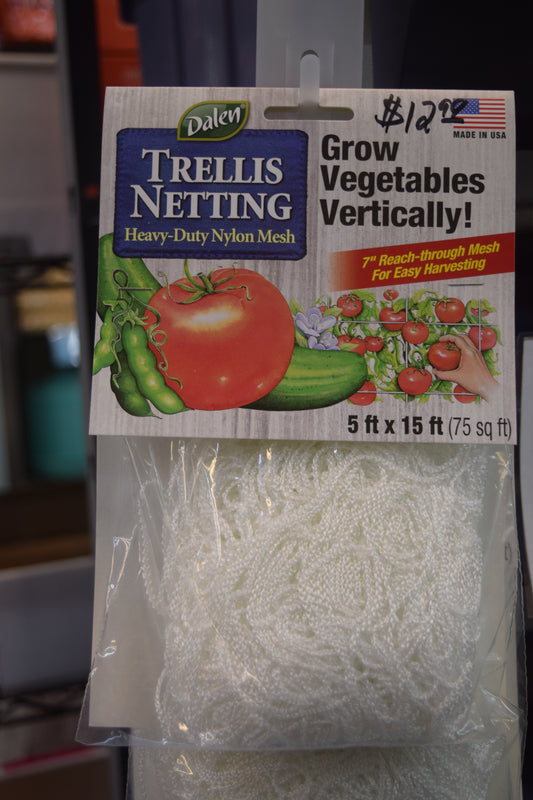 Dalen
$12.99
MADE IN USA
TRELLIS
NETTING
Heavy-Duty Nylon Mesh
Grow
Vegetables
Vertically!
7" Reach-through Mesh
For Easy Harvesting
5 ft x 15 ft (75 sq ft)